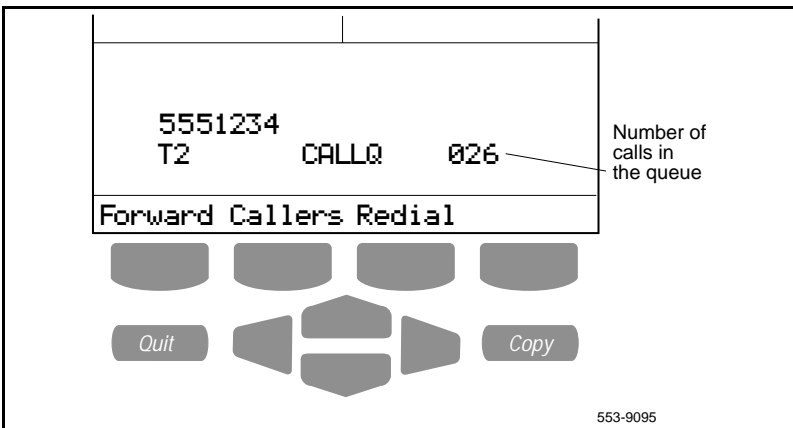 5551234
T2 CALLQ 026
Number of
calls in
the queue
Forward Callers Redial
Quit Copy
553-9095